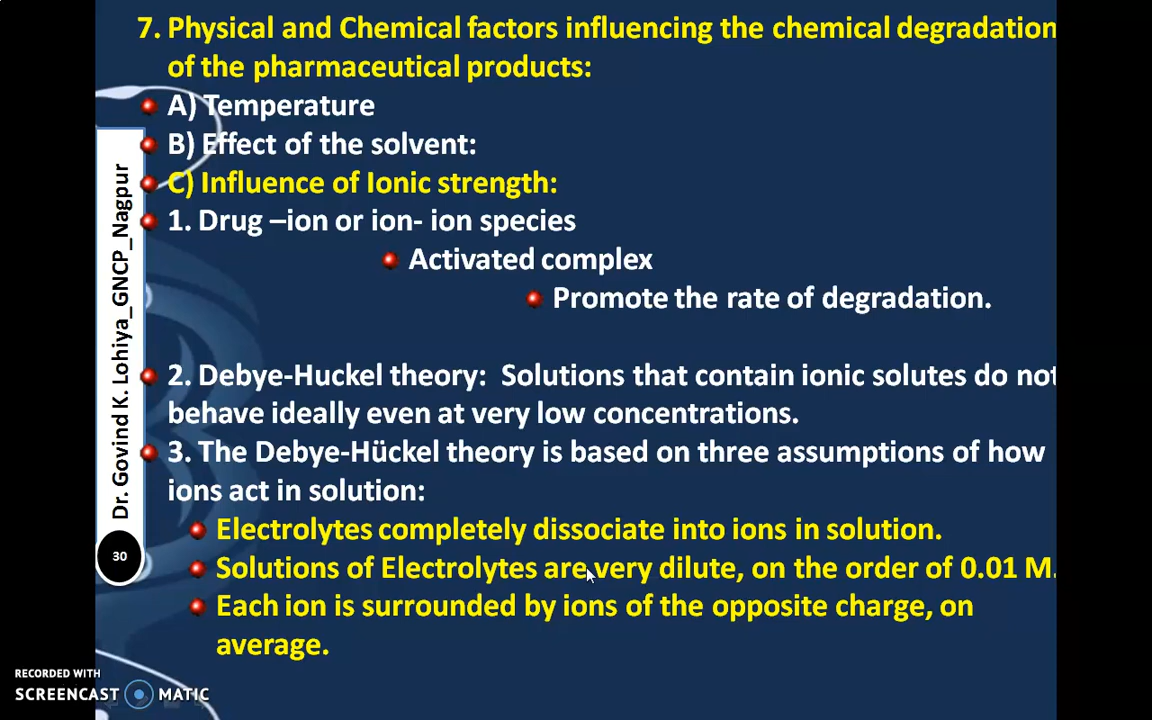 7. Physical and Chemical factors influencing the chemical degradation
of the pharmaceutical products:
A) Temperature
B) Effect of the solvent:
C) Influence of Ionic strength:
1. Drug –ion or ion- ion species
Activated complex
Promote the rate of degradation.
2. Debye-Huckel theory: Solutions that contain ionic solutes do not
behave ideally even at very low concentrations.
3. The Debye-Hückel theory is based on three assumptions of how
ions act in solution:
Electrolytes completely dissociate into ions in solution.
Solutions of Electrolytes are very dilute, on the order of 0.01 M.
Each ion is surrounded by ions of the opposite charge, on
average.
Dr. Govind K. Lohiya_GNCP_Nagpur
30
RECORDED WITH
SCREENCAST MATIC